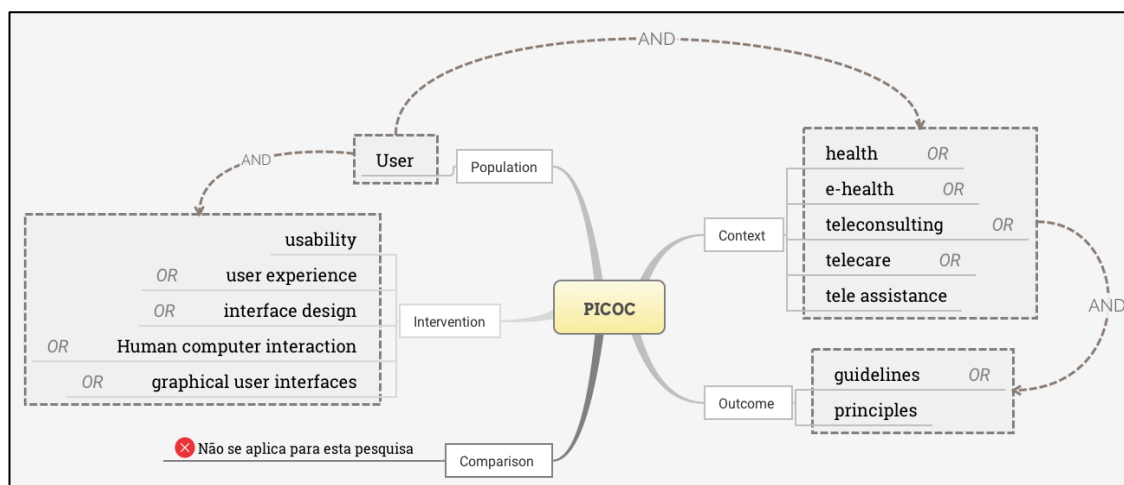 AND
User
Population
AND
usability
OR user experience
OR interface design
OR Human computer interaction
OR graphical user interfaces
Intervention
Não se aplica para esta pesquisa
Comparison
PICOC
Context
health OR
e-health OR
teleconsulting OR
telecare OR
tele assistance
AND
Outcome
guidelines OR
principles